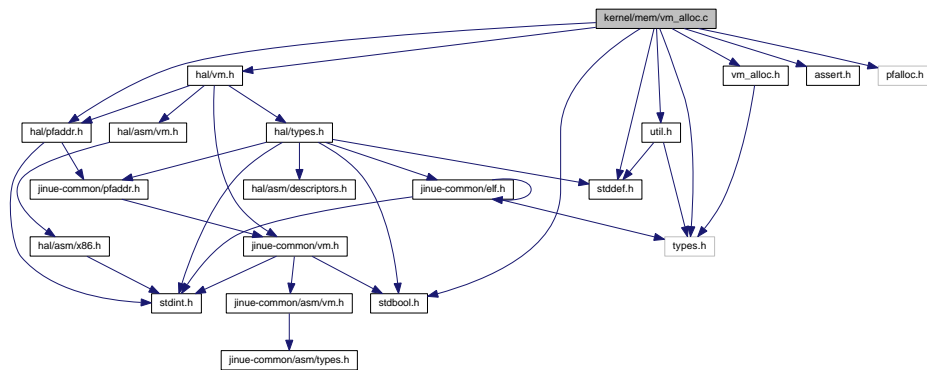 kernel/mem/vm_alloc.c
hal/vm.h
vm_alloc.h
assert.h
pfalloc.h
hal/pfaddr.h
hal/asm/vm.h
hal/types.h
util.h
jinue-common/pfaddr.h
hal/asm/descriptors.h
jinue-common/elf.h
stddef.h
hal/asm/x86.h
jinue-common/vm.h
types.h
stdint.h
jinue-common/asm/vm.h
stdbool.h
jinue-common/asm/types.h